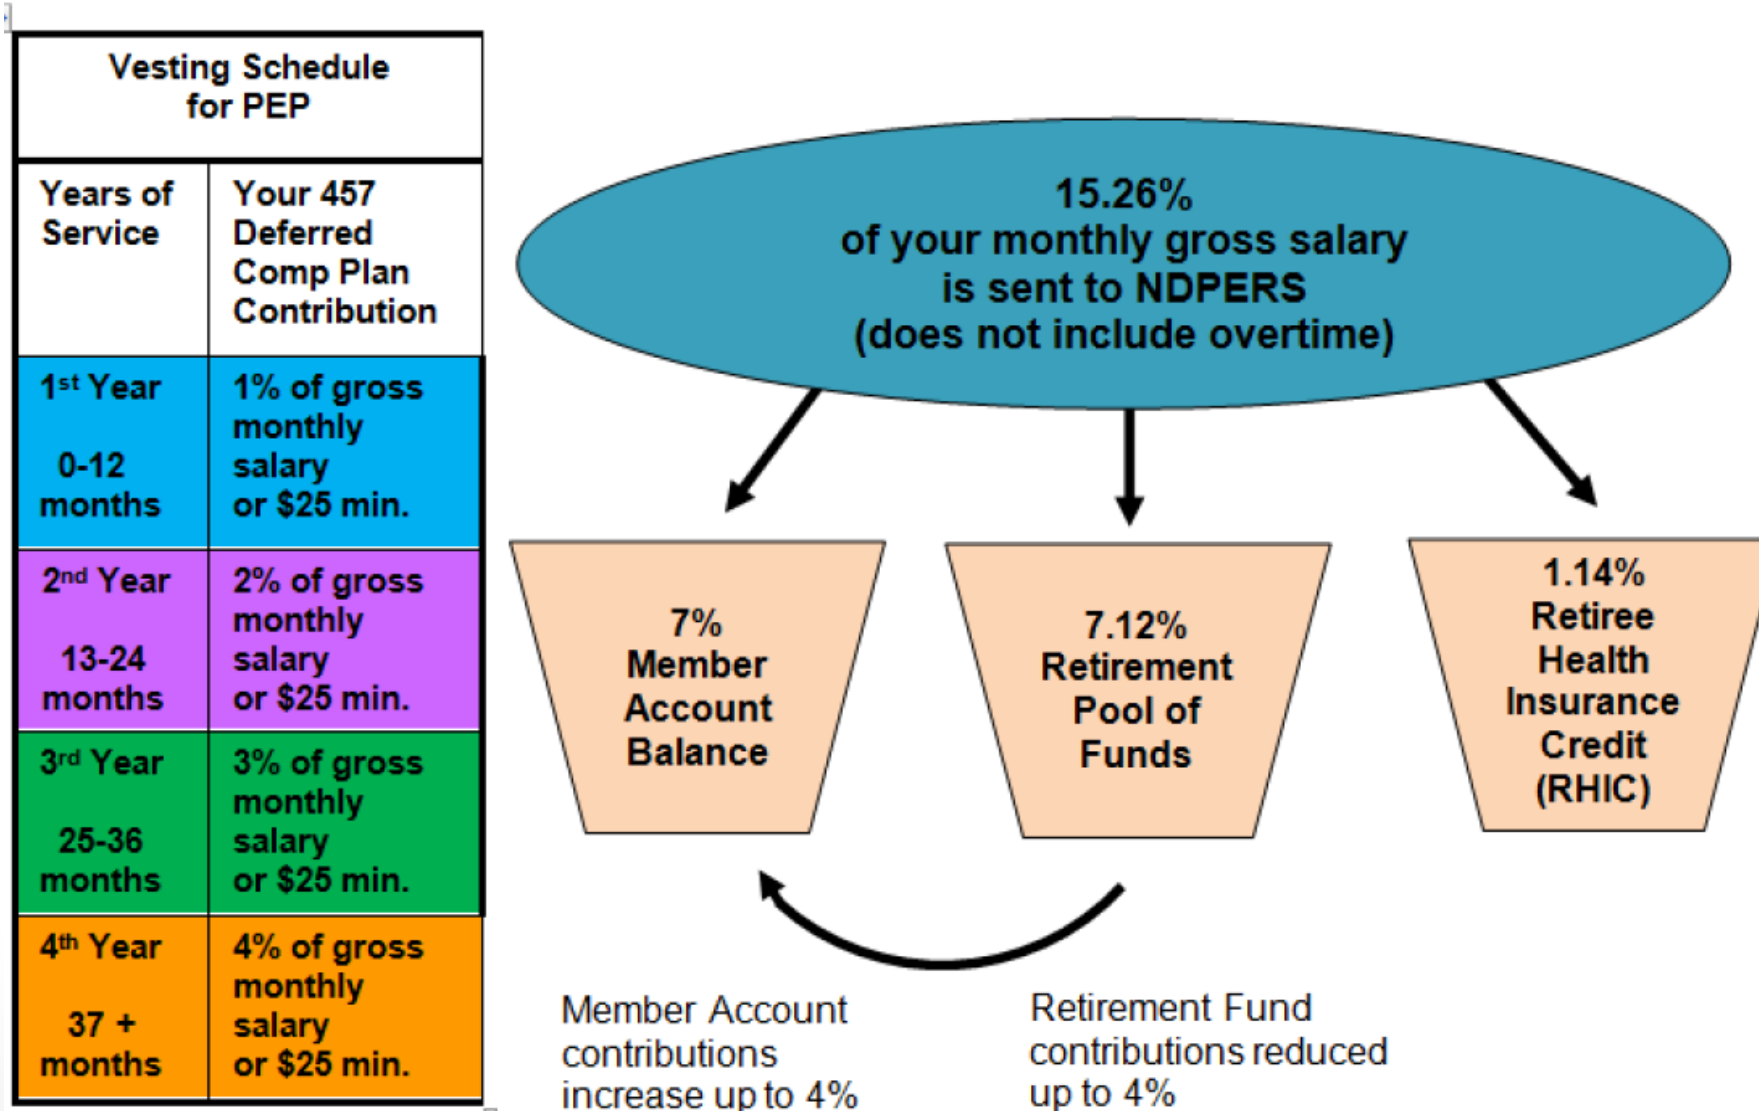 Vesting Schedule
for PEP
Years of
Service
Your 457
Deferred
Comp Plan
Contribution
1st Year
0-12
months
1% of gross
monthly
salary
or $25 min.
2nd Year
13-24
months
2% of gross
monthly
salary
or $25 min.
3rd Year
25-36
months
3% of gross
monthly
salary
or $25 min.
4th Year
37 +
months
4% of gross
monthly
salary
or $25 min.
15.26%
of your monthly gross salary
is sent to NDPERS
(does not include overtime)
7%
Member
Account
Balance
7.12%
Retirement
Pool of
Funds
1.14%
Retiree
Health
Insurance
Credit
(RHIC)
Member Account
contributions
increase up to 4%
Retirement Fund
contributions reduced
up to 4%